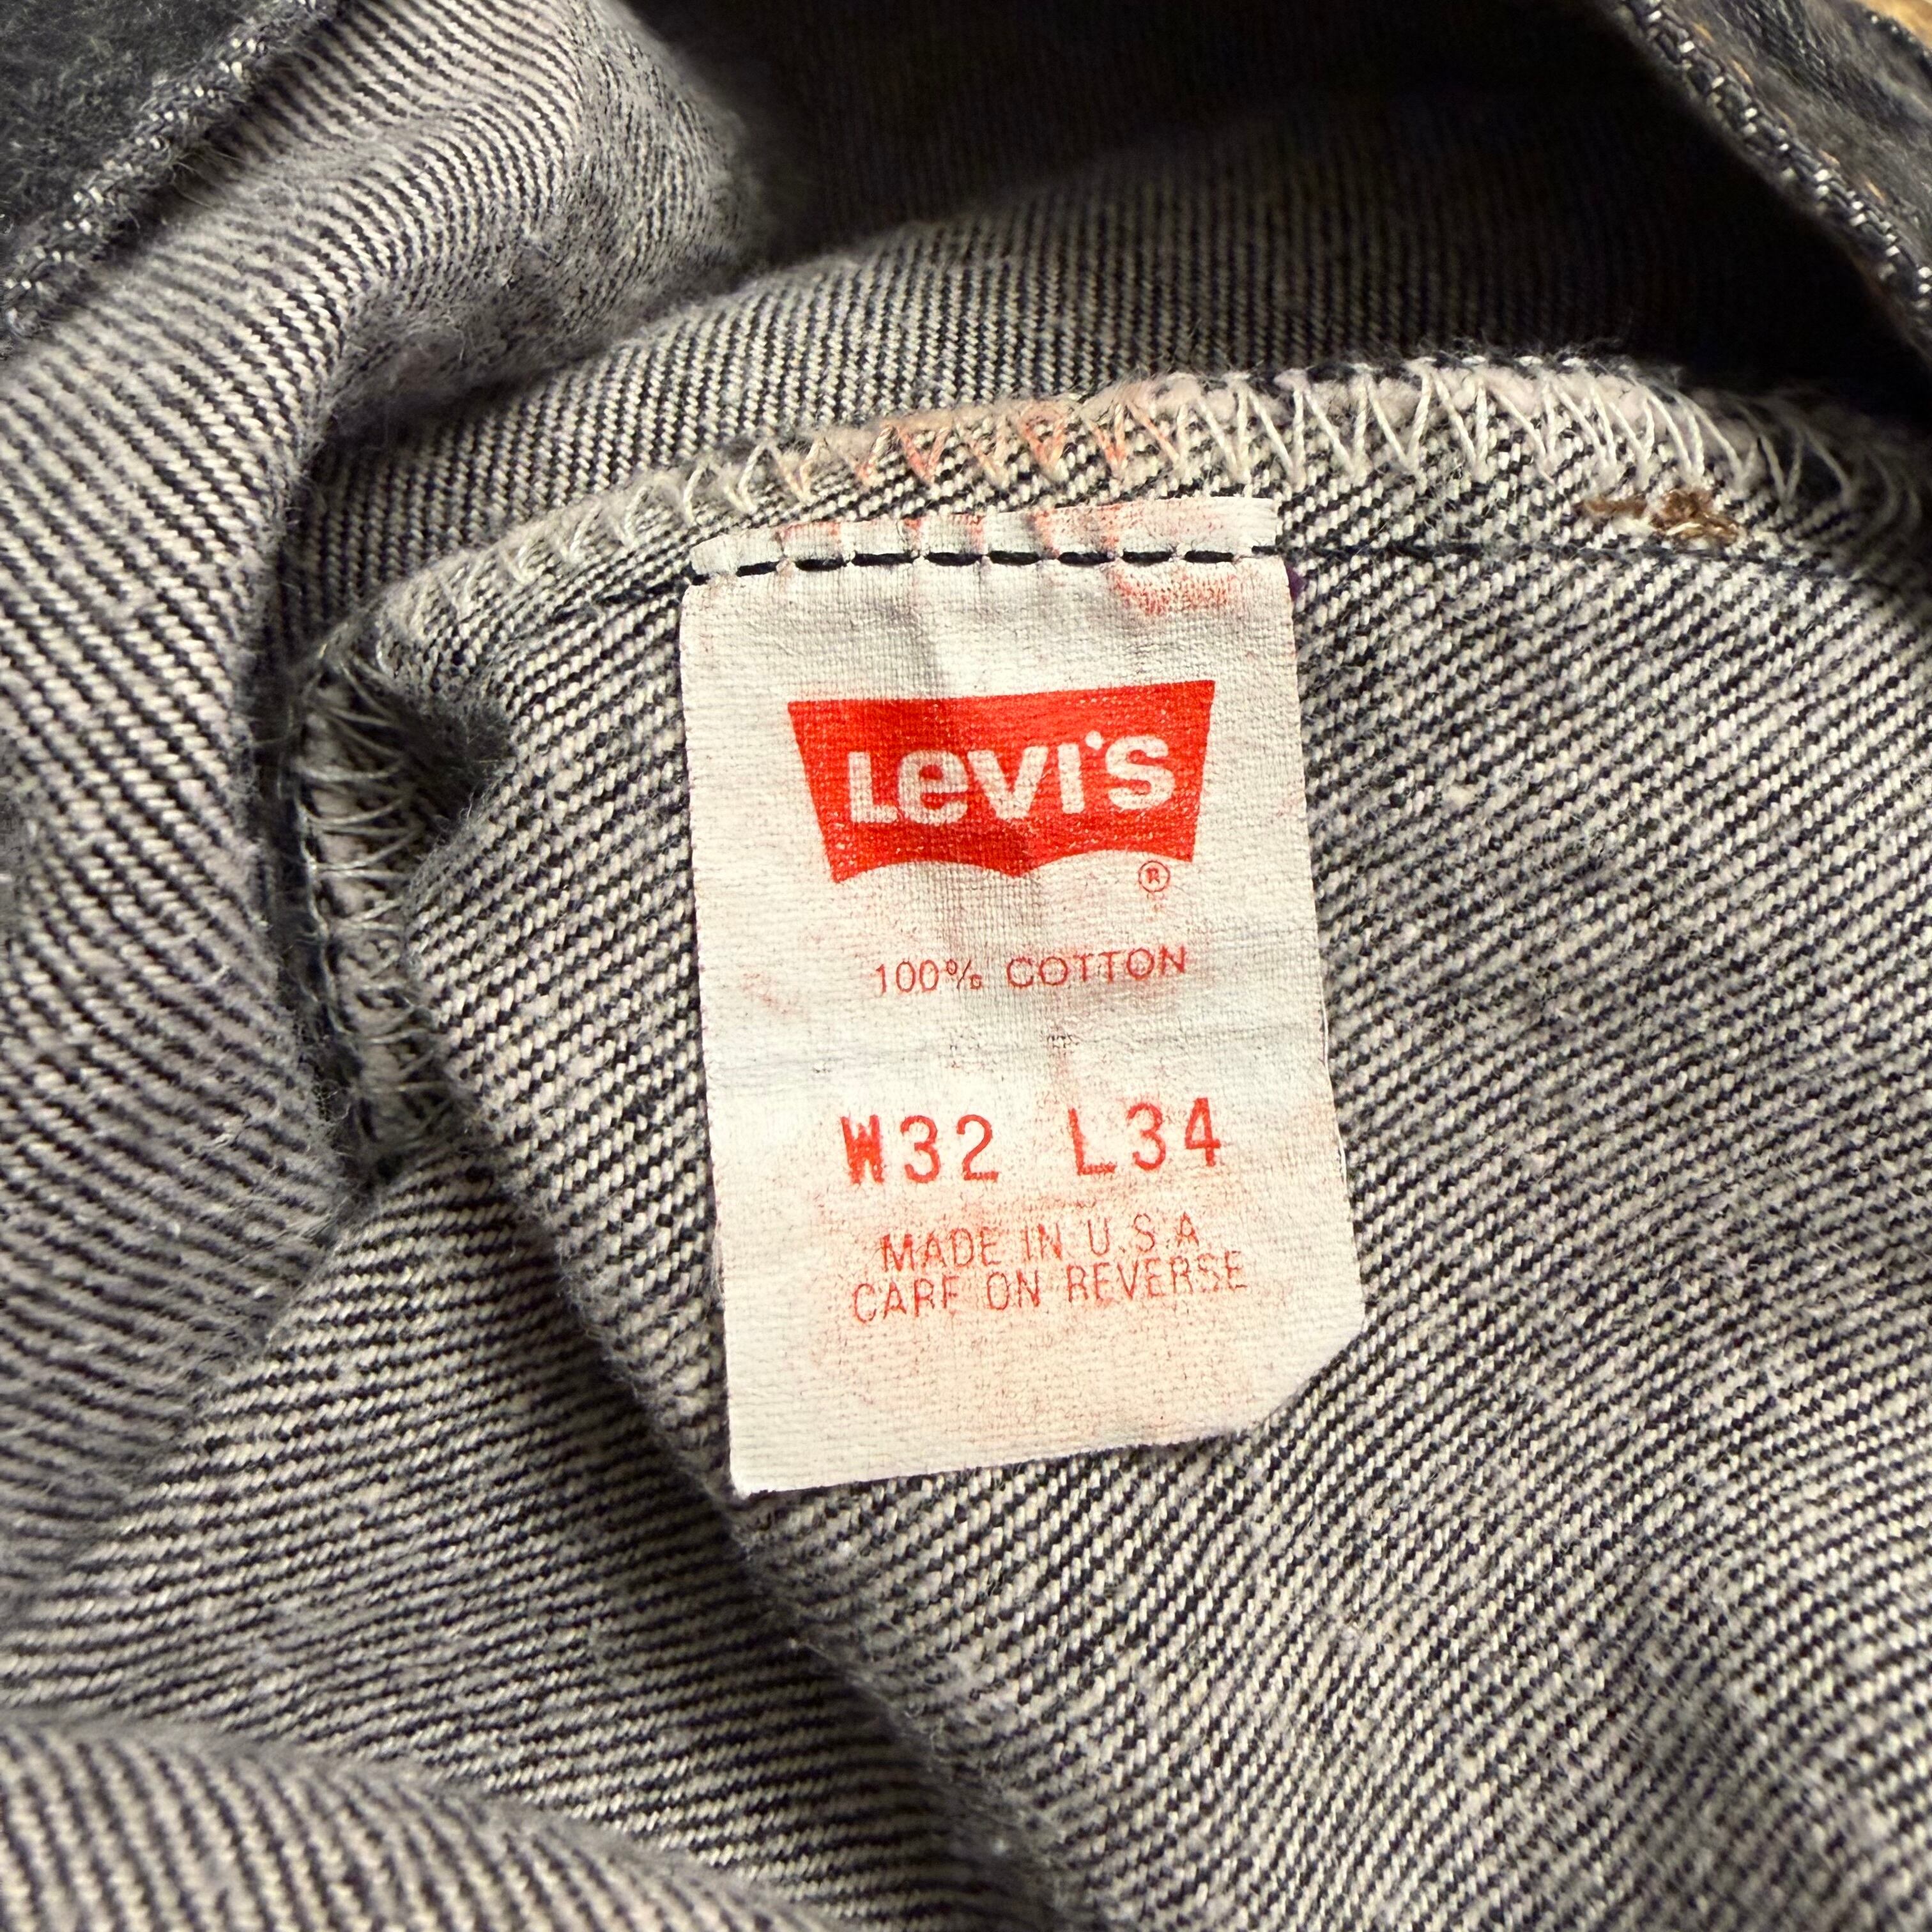 Levi's
®
100% COTTON
W32 L34
MADE IN U.S.A
CARE ON REVERSE